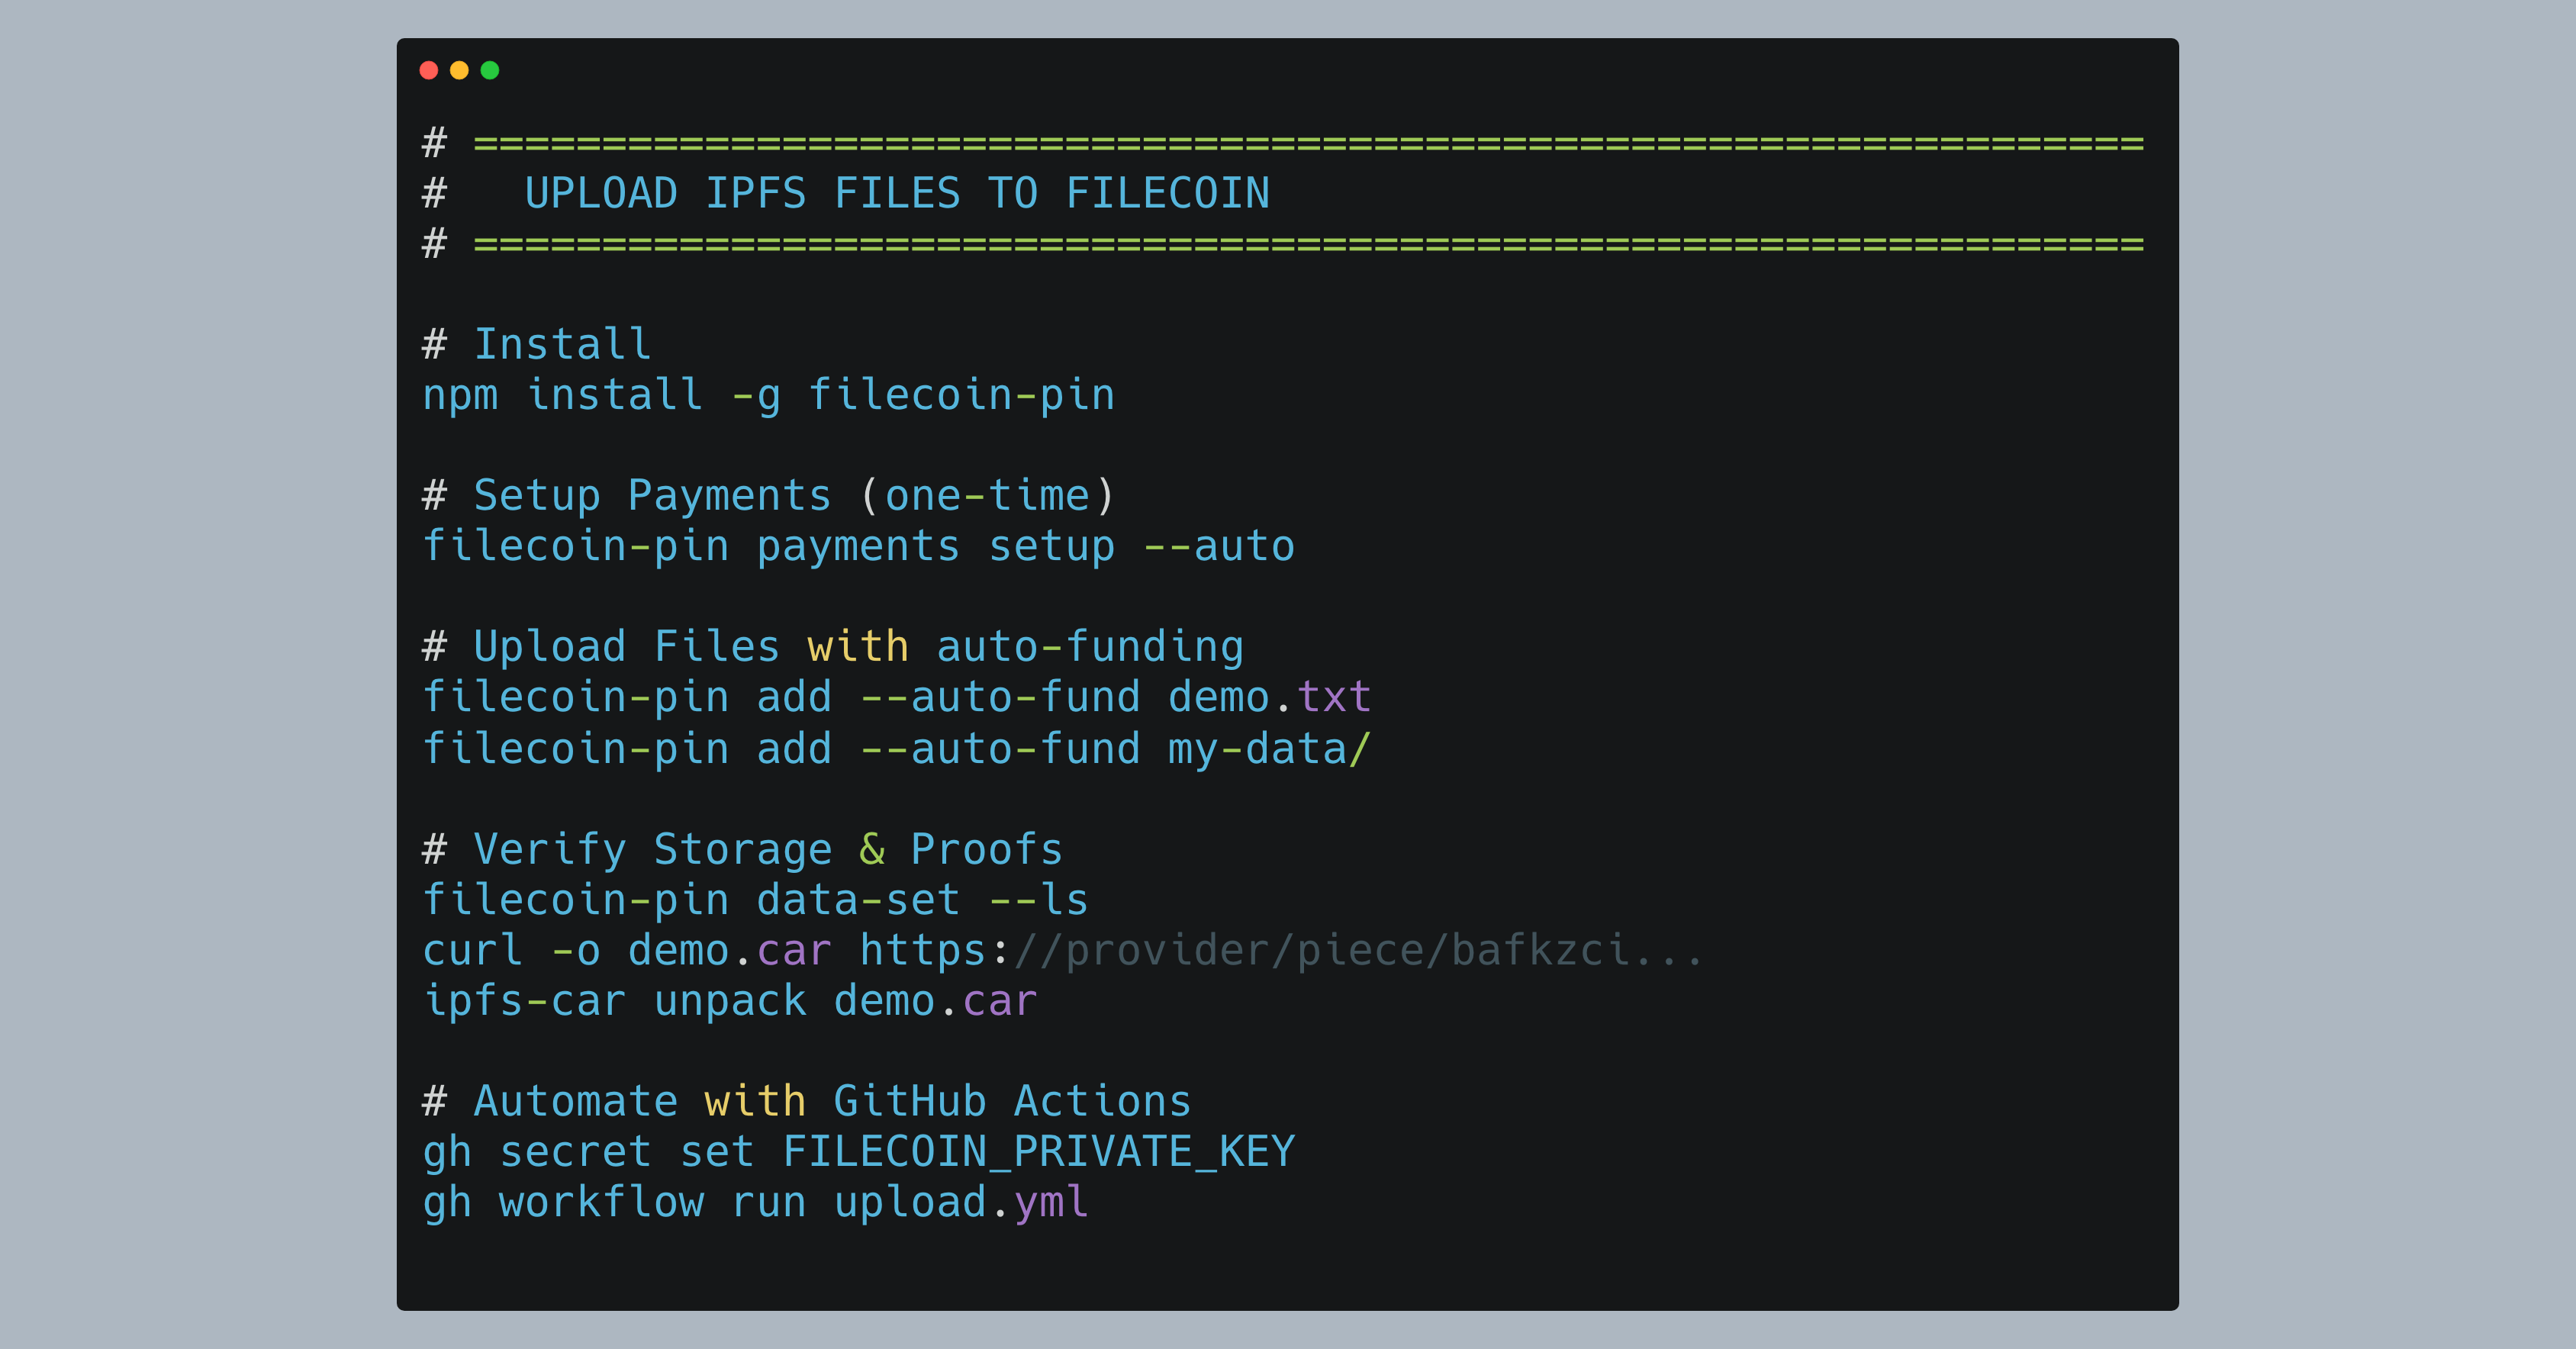 # =================================================================
#   UPLOAD IPFS FILES TO FILECOIN
# =================================================================
# Install
npm install -g filecoin-pin
# Setup Payments (one-time)
filecoin-pin payments setup --auto
# Upload Files with auto-funding
filecoin-pin add --auto-fund demo.txt
filecoin-pin add --auto-fund my-data/
# Verify Storage & Proofs
filecoin-pin data-set --ls
curl -o demo.car https://provider/piece/bafkzci...
ipfs-car unpack demo.car
# Automate with GitHub Actions
gh secret set FILECOIN_PRIVATE_KEY
gh workflow run upload.yml